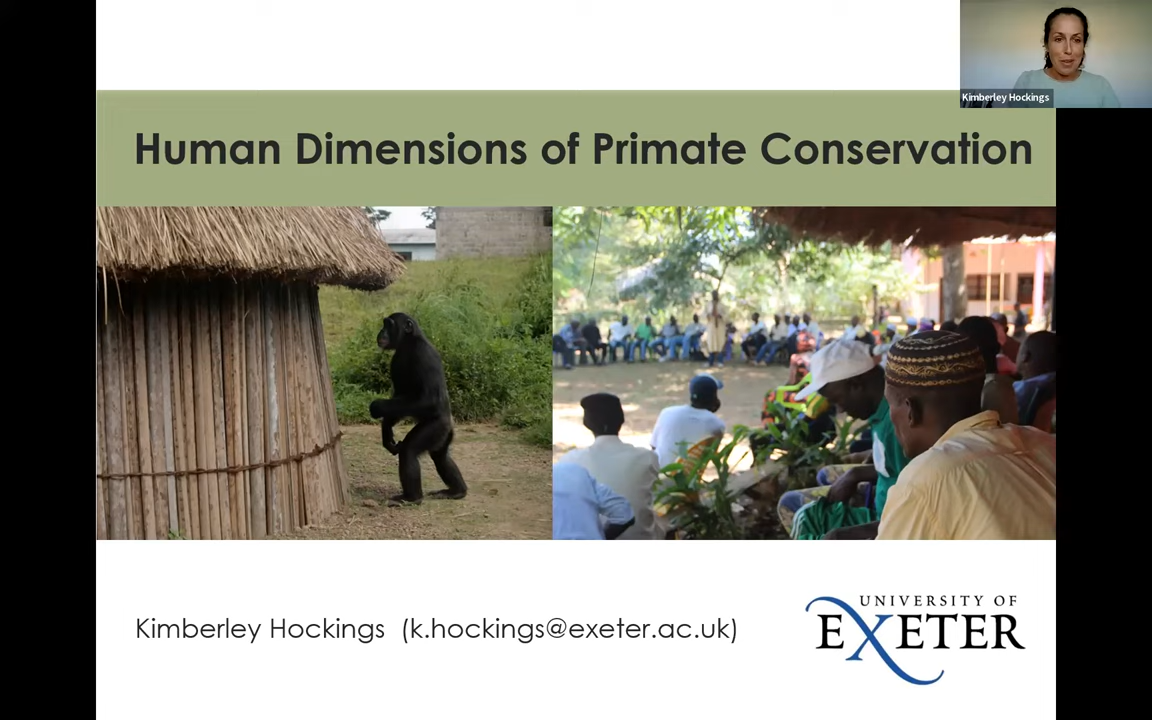 Kimberley Hockings
Human Dimensions of Primate Conservation
Kimberley Hockings (k.hockings@exeter.ac.uk)
UNIVERSITY OF
EXETER